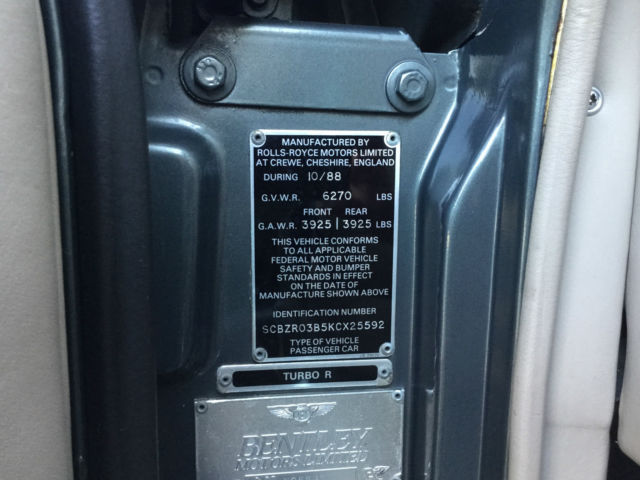 MANUFACTURED BY
ROLLS-ROYCE MOTORS LIMITED
AT CREWE, CHESHIRE, ENGLAND
DURING 10/88
G.V.W.R. 6270 LBS
FRONT REAR
G.A.W.R. 3925 | 3925 LBS
THIS VEHICLE CONFORMS
TO ALL APPLICABLE
FEDERAL MOTOR VEHICLE
SAFETY AND BUMPER
STANDARDS IN EFFECT
ON THE DATE OF
MANUFACTURE SHOWN ABOVE
IDENTIFICATION NUMBER
SCBZR03B5KCX25592
TYPE OF VEHICLE
PASSENGER CAR
TURBO R
BENTLEY
MOTORS LIMITED